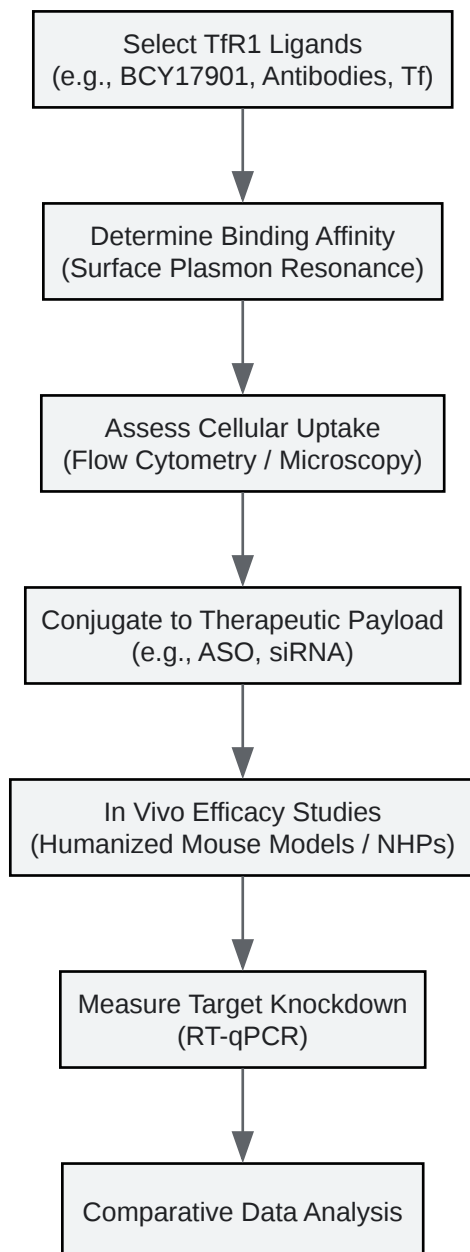 Select TfR1 Ligands
(e.g., BCY17901, Antibodies, Tf)
Determine Binding Affinity
(Surface Plasmon Resonance)
Assess Cellular Uptake
(Flow Cytometry / Microscopy)
Conjugate to Therapeutic Payload
(e.g., ASO, siRNA)
In Vivo Efficacy Studies
(Humanized Mouse Models / NHPs)
Measure Target Knockdown
(RT-qPCR)
Comparative Data Analysis